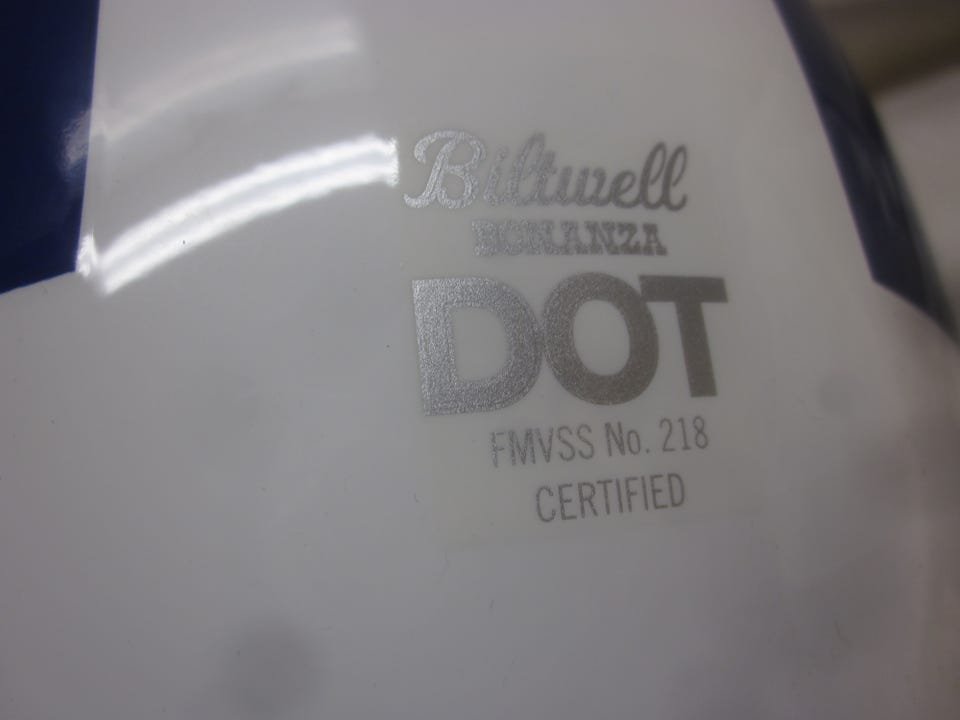 Biltwell
BONANZA
DOT
FMVSS No. 218
CERTIFIED